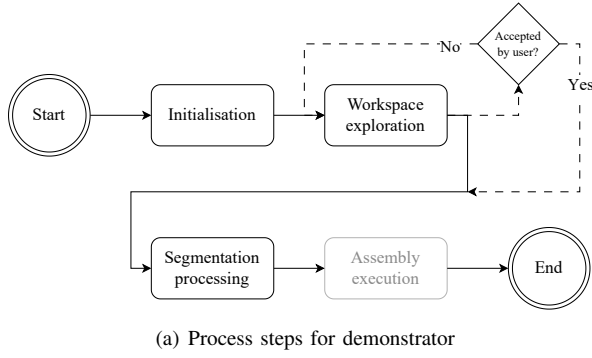 Accepted
by user?
No
Start
Initialisation
Workspace
exploration
Yes
Segmentation
processing
Assembly
execution
End
(a) Process steps for demonstrator